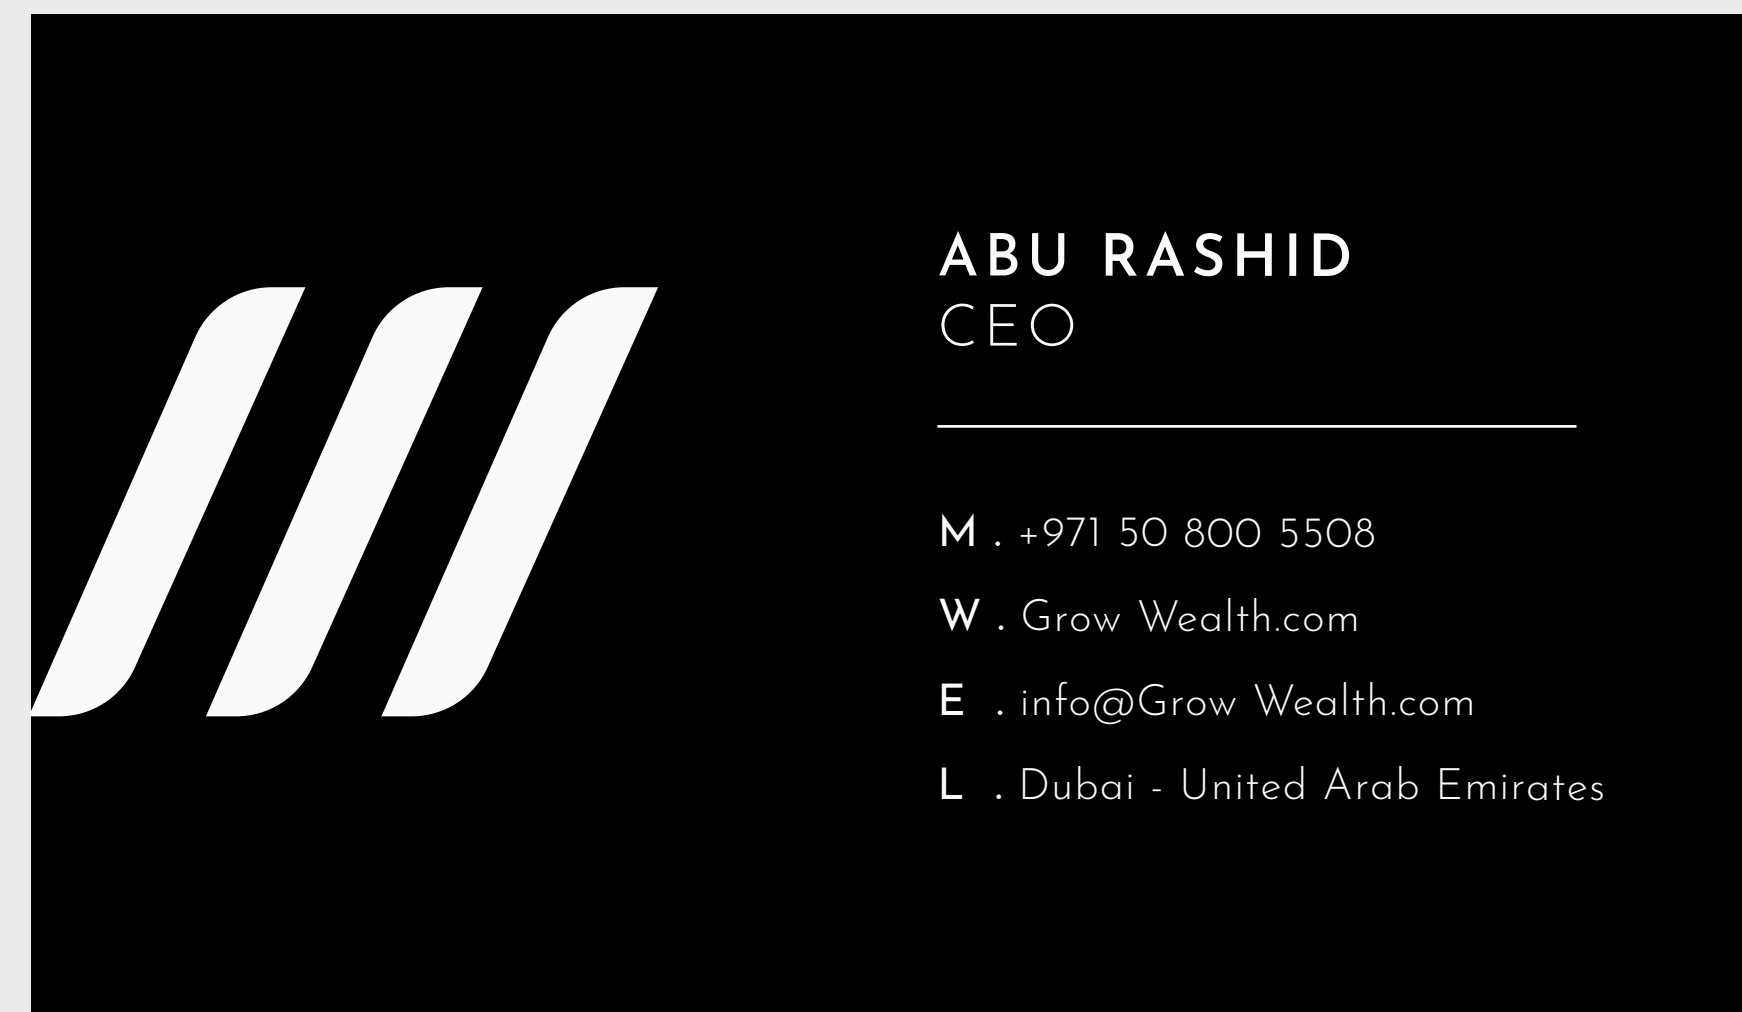 ABU RASHID
CEO
M . +971 50 800 5508
W . Grow Wealth.com
E . info@Grow Wealth.com
L . Dubai - United Arab Emirates